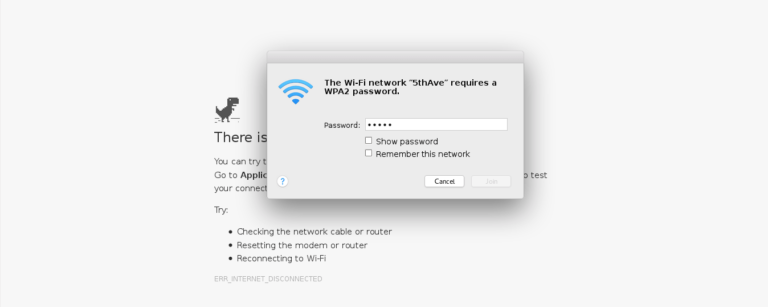 The Wi-Fi network "5thAve" requires a
WPA2 password.
Password: •••••
Show password
Remember this network
?
Cancel
Join
There is
You can try t
Go to Applic
o test
your connect
Try:
• Checking the network cable or router
• Resetting the modem or router
• Reconnecting to Wi-Fi
ERR_INTERNET_DISCONNECTED